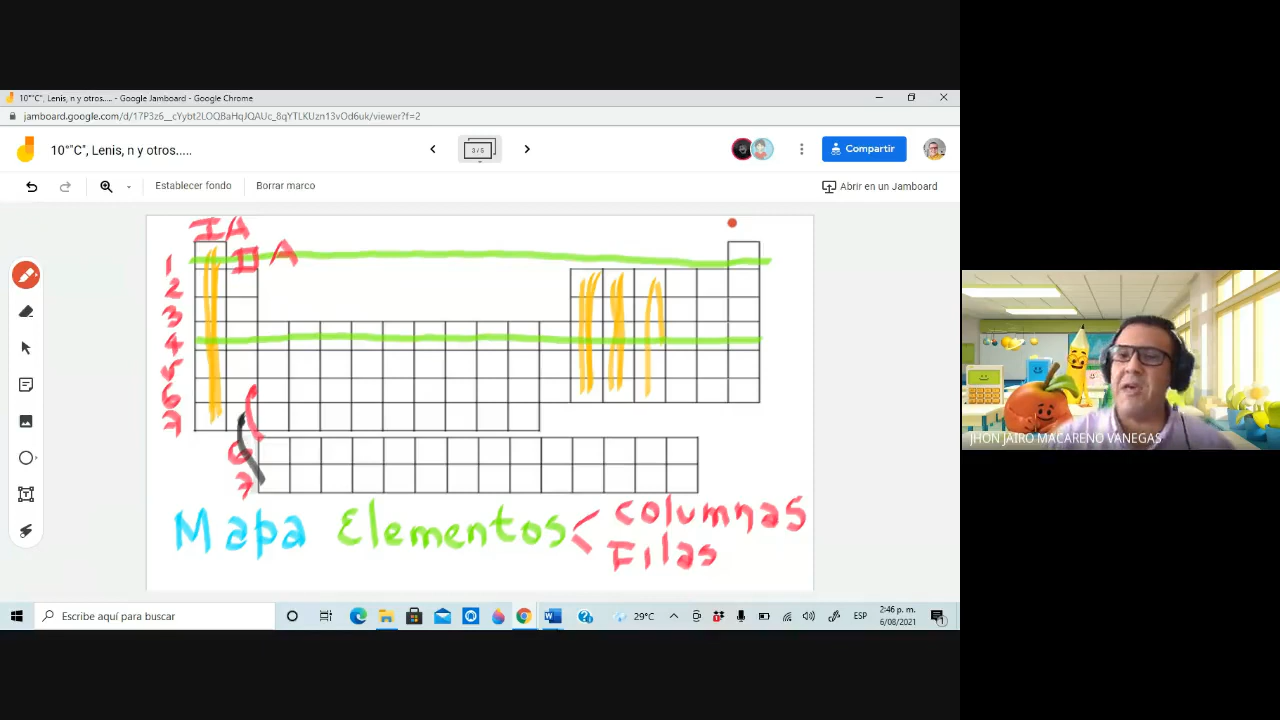 10°"C", Lenis, n y otros..... - Google Jamboard - Google Chrome
jamboard.google.com/d/17P3z6__cYybt2LOQBaHqJQAUc_8qYTLKUzn13vOd6uk/viewer?f=2
10°"C", Lenis, n y otros.....
3 / 5
Compartir
Establecer fondo
Borrar marco
Abrir en un Jamboard
IA
II A
1
2
3
4
5
6
7
6
7
Mapa Elementos < Columnas
Filas
JHON JAIRO MACARENO VANEGAS
Escribe aquí para buscar
29°C
ESP
2:46 p. m.
6/08/2021
1